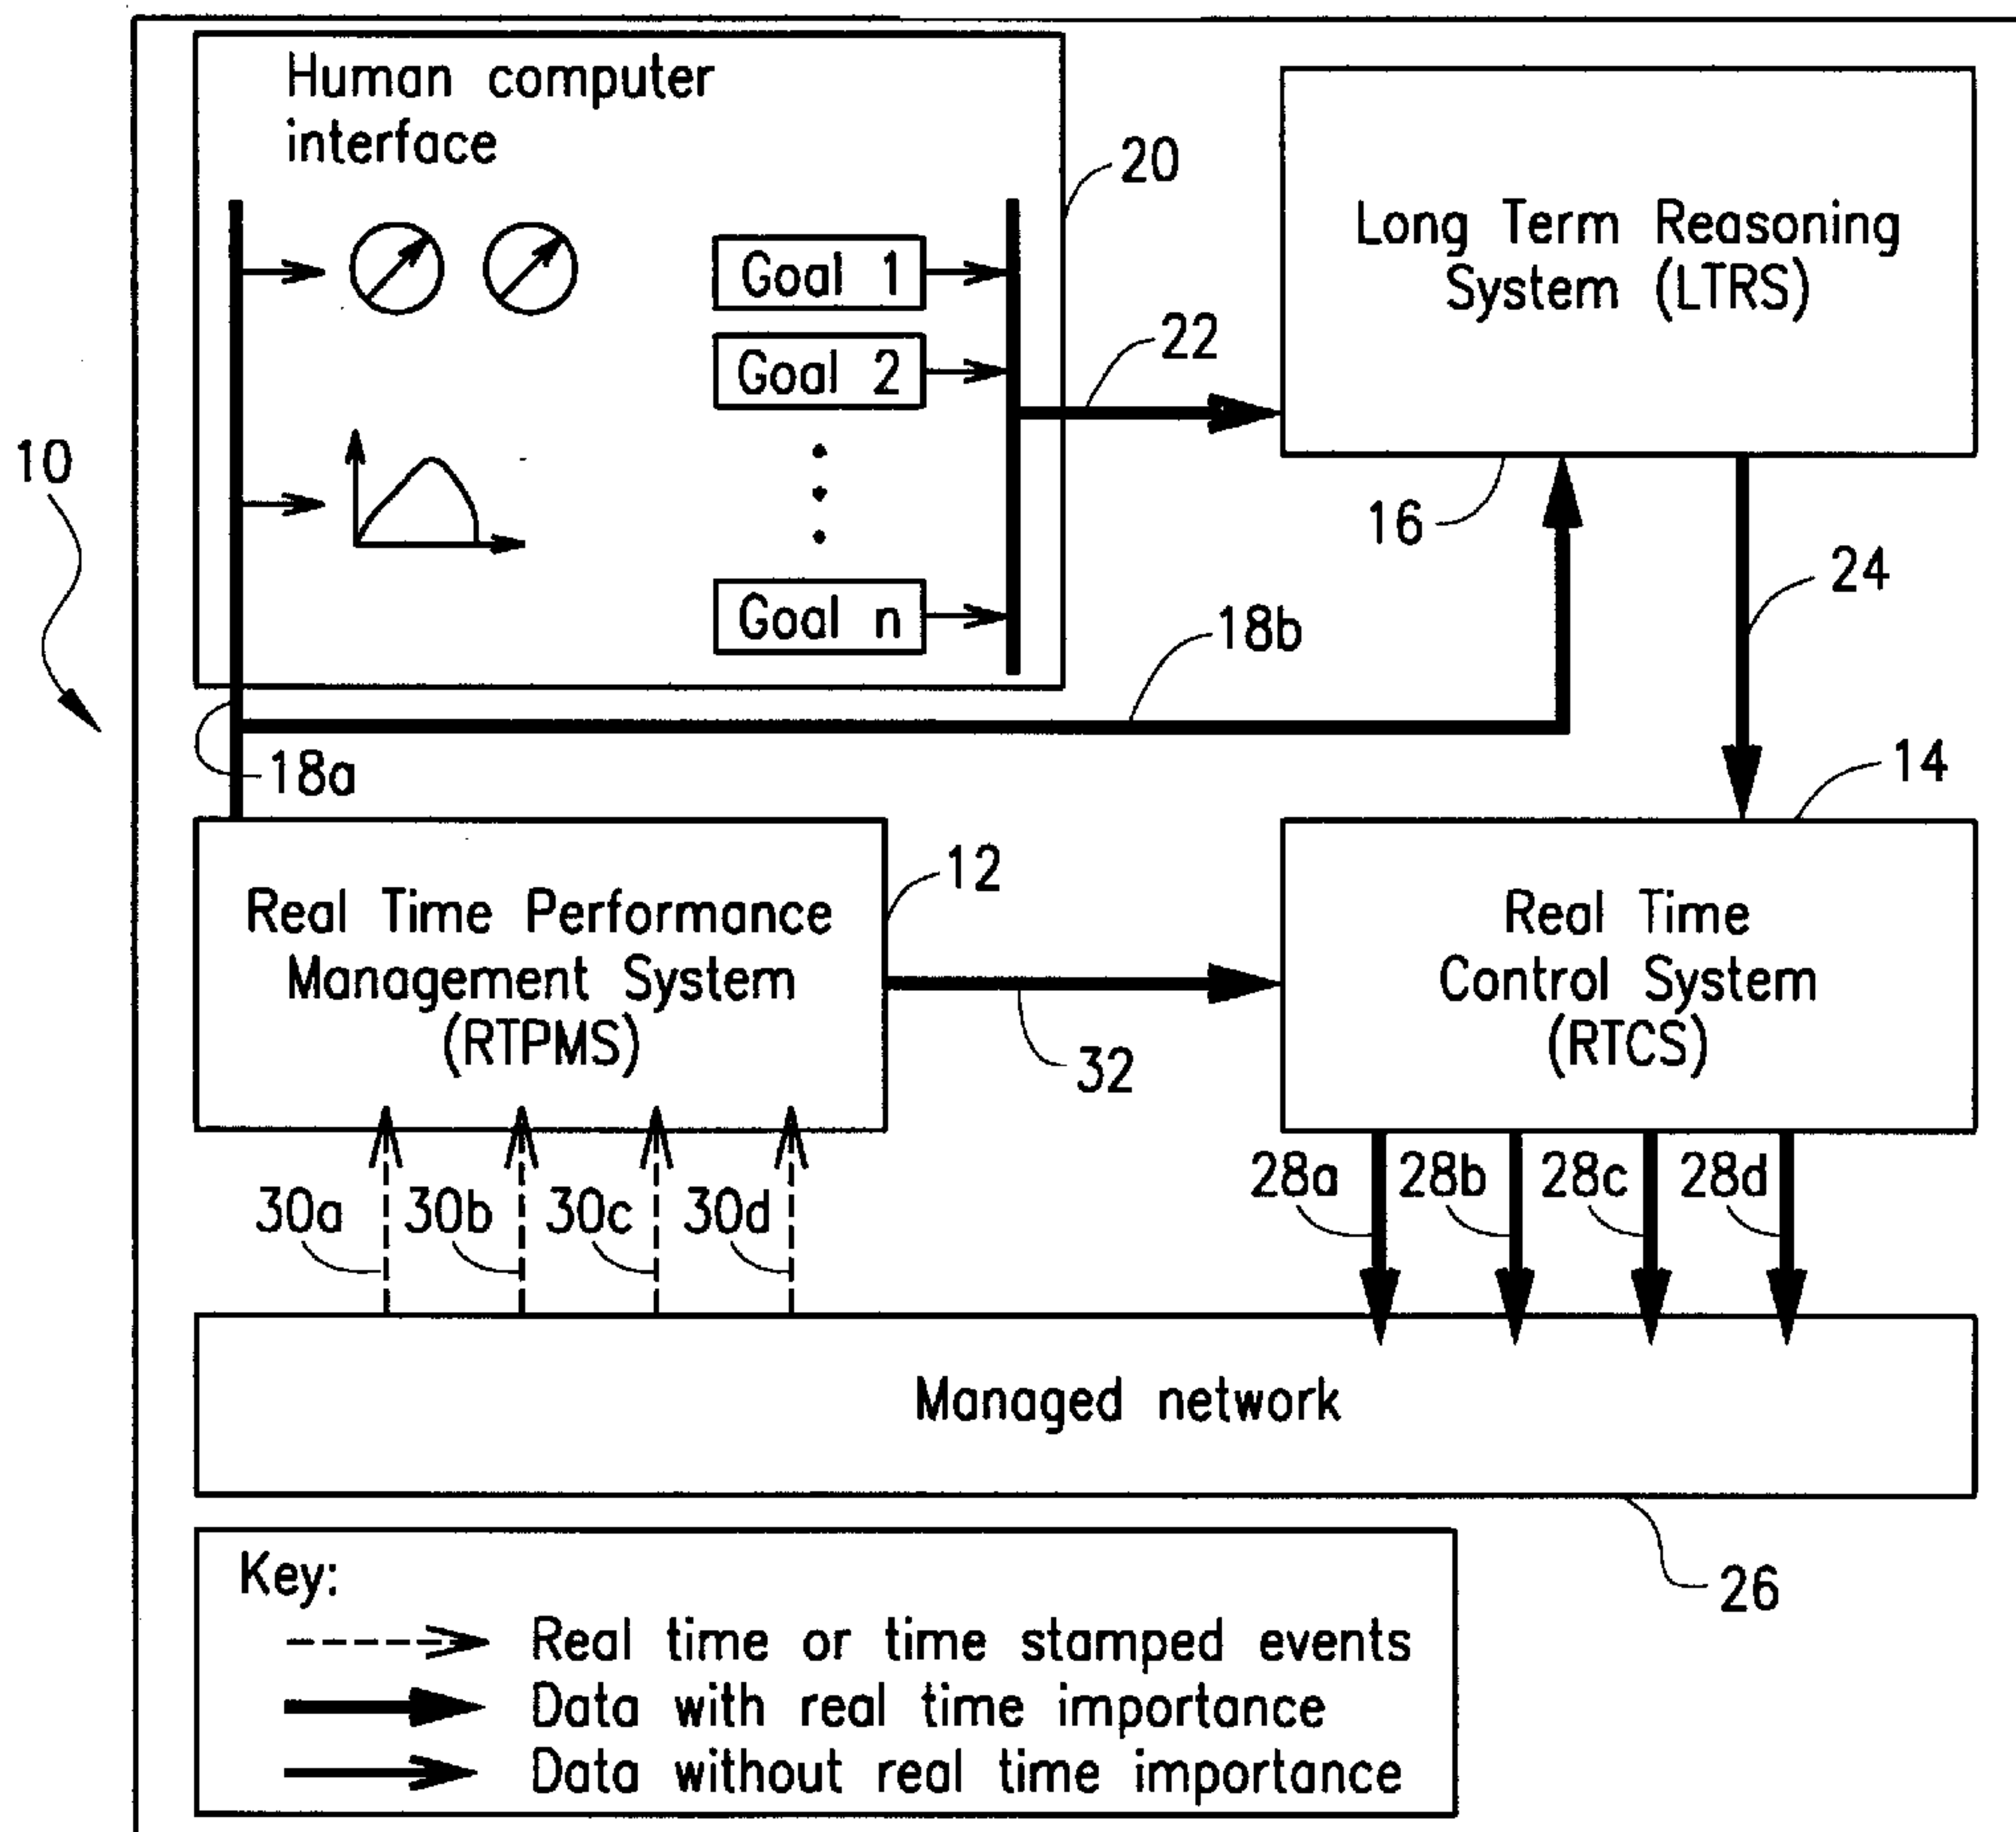 Human computer
interface
20
Long Term Reasoning
System (LTRS)
Goal 1
Goal 2
Goal n
22
10
16
24
18b
18a
14
12
Real Time Performance
Management System
(RTPMS)
Real Time
Control System
(RTCS)
32
28a
28b
28c
28d
30a
30b
30c
30d
Managed network
26
Key:
Real time or time stamped events
Data with real time importance
Data without real time importance